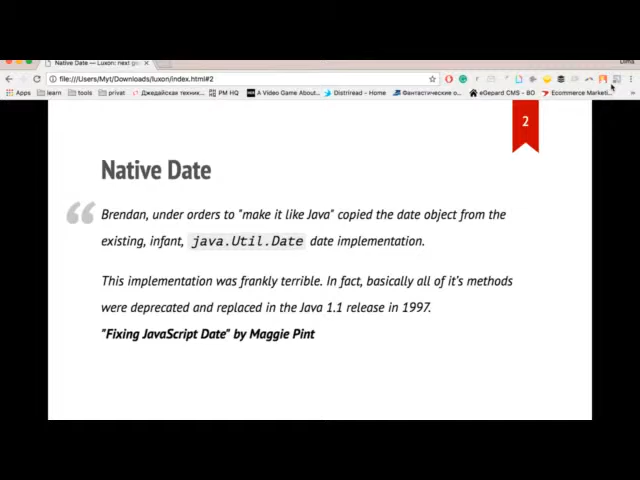 Dima
Native Date — Luxon: next ge
file:///Users/Myt/Downloads/luxon/index.html#2
Apps learn tools privat Джедайская техник... PM HQ A Video Game About... Distriread - Home Фантастические о... eGepard CMS - BO Ecommerce Marketi...
2
Native Date
Brendan, under orders to "make it like Java" copied the date object from the
existing, infant, java.Util.Date date implementation.
This implementation was frankly terrible. In fact, basically all of it's methods
were deprecated and replaced in the Java 1.1 release in 1997.
"Fixing JavaScript Date" by Maggie Pint